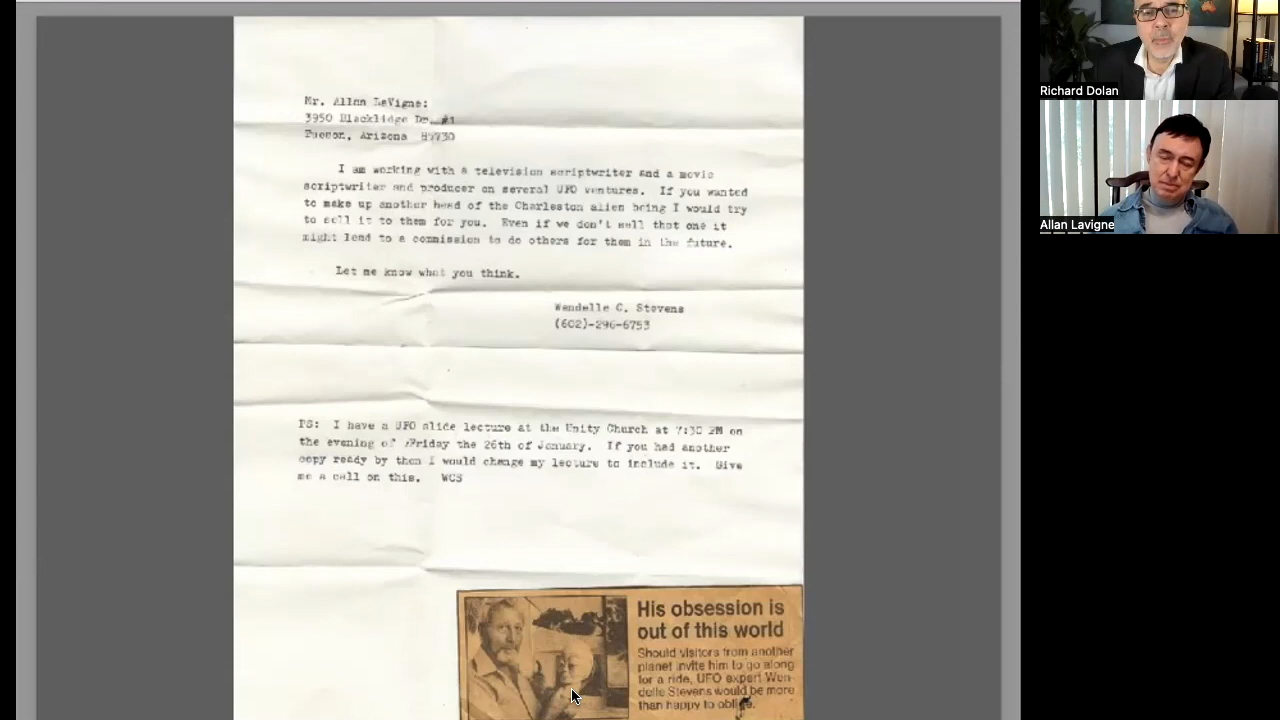 Mr. Allan LeVigne:
3950 Blacklidge Dr. #1
Tucson, Arizona
I am working with a television scriptwriter and a movie
scriptwriter and producer on several UFO ventures. If you wanted
to make up another head of the Charleston alien being I would try
to sell it to them for you. Even if we don't sell that one it
might lead to a commission to do others for them in the future.
Let me know what you think.
Wendelle C. Stevens
(602)-296-6753
PS: I have a UFO slide lecture at the Unity Church at 7:30 PM on
the evening of Friday the 26th of January. If you had another
copy ready by then I would change my lecture to include it. Give
me a call on this. WCS
His obsession is
out of this world
Should visitors from another
planet invite him to go along
for a ride, UFO expert Wen-
delle Stevens would be more
than happy to oblige.
Richard Dolan
Allan Lavigne